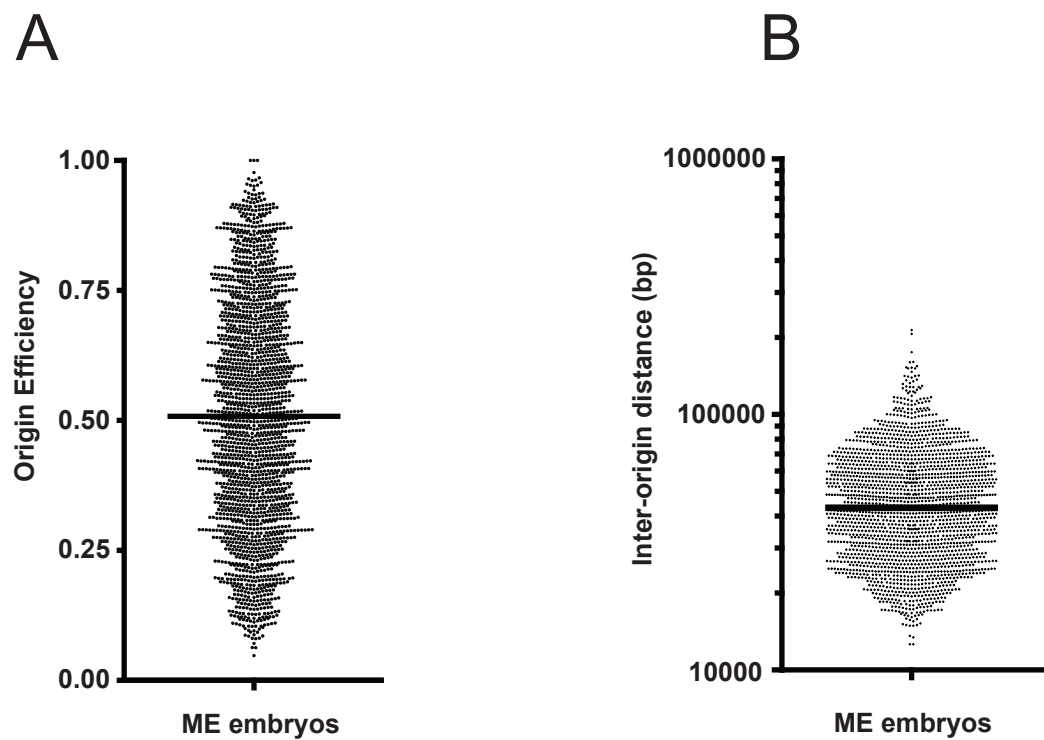 A
B
1.00
0.75
0.50
0.25
0.00
Origin Efficiency
ME embryos
1000000
100000
10000
Inter-origin distance (bp)
ME embryos